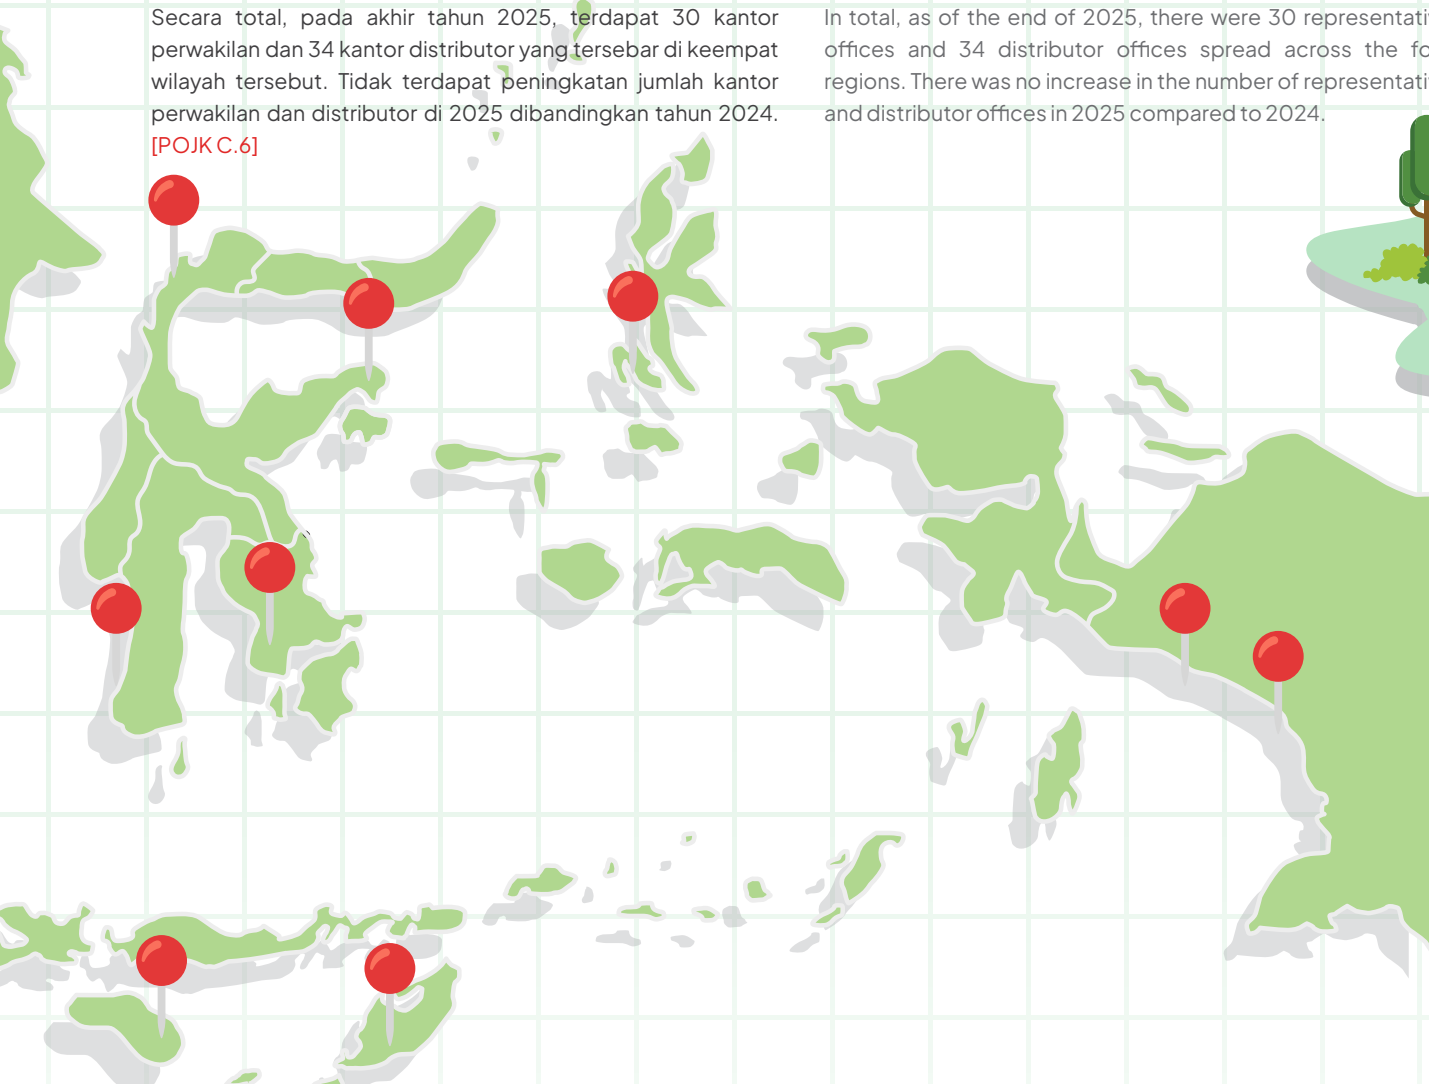 Secara total, pada akhir tahun 2025, terdapat 30 kantor
perwakilan dan 34 kantor distributor yang tersebar di keempat
wilayah tersebut. Tidak terdapat peningkatan jumlah kantor
perwakilan dan distributor di 2025 dibandingkan tahun 2024.
[POJK C.6]
In total, as of the end of 2025, there were 30
offices and 34 distributor offices spread across the
regions. There was no increase in the number of
and distributor offices in 2025 compared to 2024.